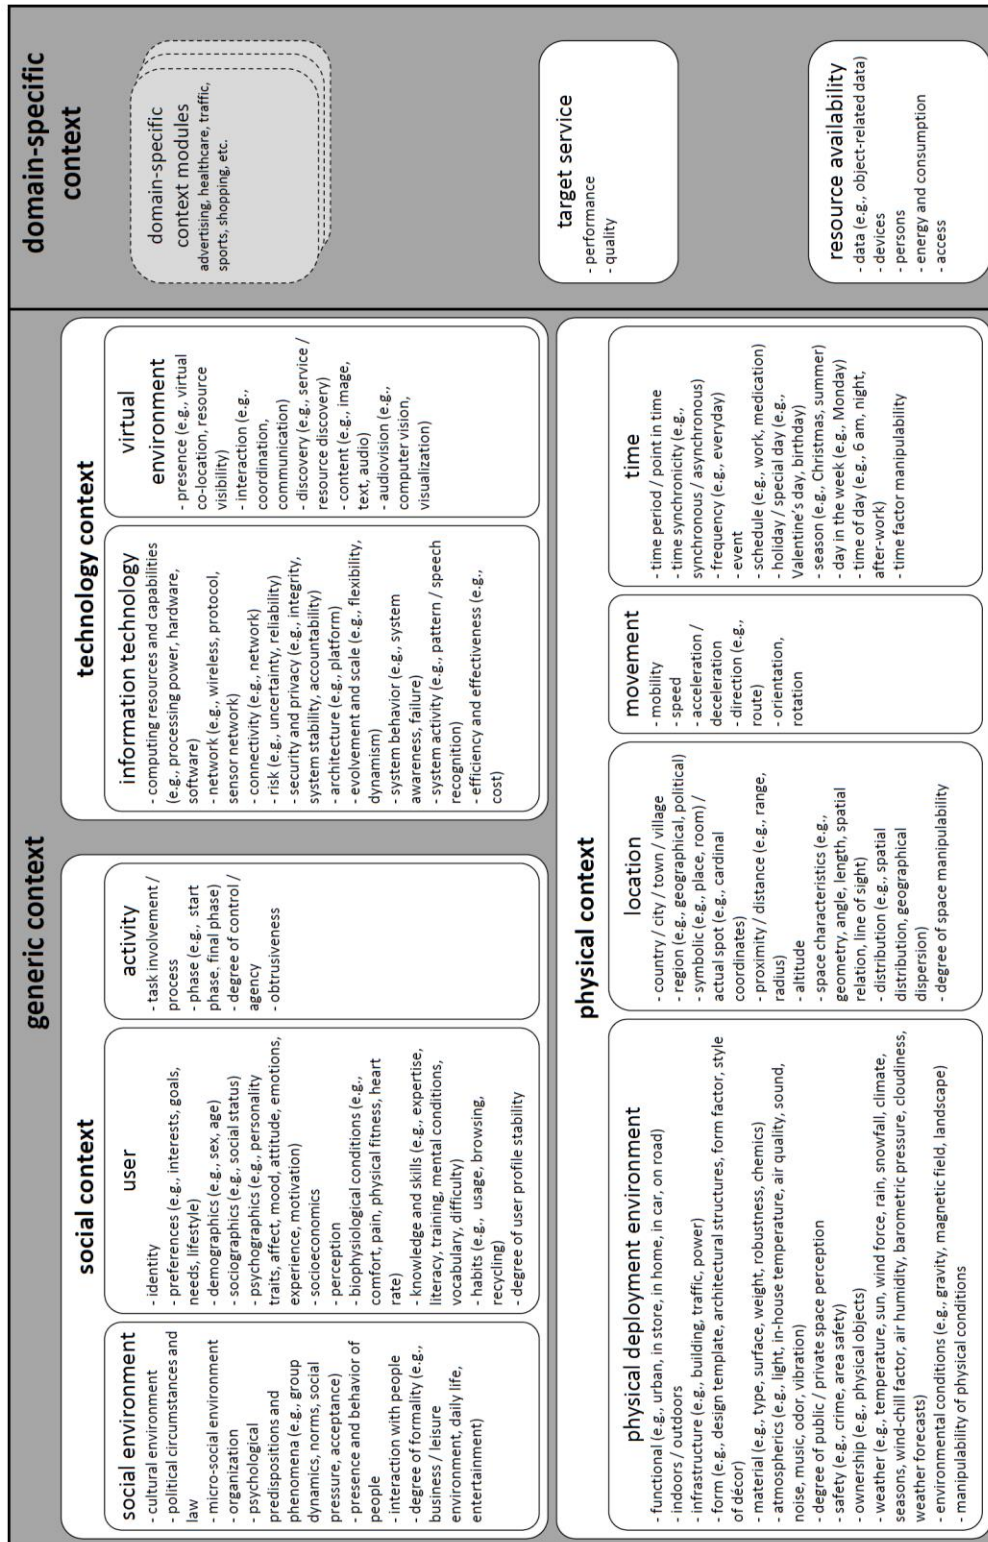 generic context
social context
social environment
- cultural environment
- political circumstances and
law
- micro-social environment
- organization
- psychological
predispositions and
phenomena (e.g., group
dynamics, norms, social
pressure, acceptance)
- presence and behavior of
people
- interaction with people
- degree of formality (e.g.,
business / leisure
environment, daily life,
entertainment)
user
- identity
- preferences (e.g., interests, goals,
needs, lifestyle)
- demographics (e.g., sex, age)
- sociographics (e.g., social status)
- psychographics (e.g., personality
traits, affect, mood, attitude, emotions,
experience, motivation)
- socioeconomics
- perception
- biophysiological conditions (e.g.,
comfort, pain, physical fitness, heart
rate)
- knowledge and skills (e.g., expertise,
literacy, training, mental conditions,
vocabulary, difficulty)
- habits (e.g., usage, browsing,
recycling)
- degree of user profile stability
activity
- task involvement /
process
- phase (e.g., start
phase. final phase)
- degree of control /
agency
- obtrusiveness
technology context
information technology
- computing resources and capabilities
(e.g., processing power, hardware,
software)
- network (e.g., wireless, protocol,
sensor network)
- connectivity (e.g., network)
- risk (e.g., uncertainty, reliability)
- security and privacy (e.g., integrity,
system stability, accountability)
- architecture (e.g., platform)
- evolvement and scale (e.g., flexibility,
dynamism)
- system behavior (e.g., system
awareness, failure)
- system activity (e.g., pattern / speech
recognition)
- efficiency and effectiveness (e.g.,
cost)
virtual
environment
- presence (e.g., virtual
co-location, resource
visibility)
- interaction (e.g.,
coordination,
communication)
- discovery (e.g., service /
resource discovery)
- content (e.g., image,
text, audio)
- audiovision (e.g.,
computer vision,
visualization)
physical context
physical deployment environment
- functional (e.g., urban, in store, in home, in car, on road)
- indoors / outdoors
- infrastructure (e.g., building, traffic, power)
- form (e.g., design template, architectural structures, form factor, style
of décor)
- material (e.g., type, surface, weight, robustness, chemics)
- atmospherics (e.g., light, in-house temperature, air quality, sound,
noise, music, odor, vibration)
- degree of public / private space perception
- safety (e.g., crime, area safety)
- ownership (e.g., physical objects)
- weather (e.g., temperature, sun, wind force, rain, snowfall, climate,
seasons, wind-chill factor, air humidity, barometric pressure, cloudiness,
weather forecasts)
- environmental conditions (e.g., gravity, magnetic field, landscape)
- manipulability of physical conditions
location
- country / city / town / village
- region (e.g., geographical, political)
- symbolic (e.g., place, room) /
actual spot (e.g., cardinal
coordinates)
- proximity / distance (e.g., range,
radius)
- altitude
- space characteristics (e.g.,
geometry, angle, length, spatial
relation, line of sight)
- distribution (e.g., spatial
distribution, geographical
dispersion)
- degree of space manipulability
movement
- mobility
- speed
- acceleration /
deceleration
- direction (e.g.,
route)
- orientation,
rotation
time
- time period / point in time
- time synchronicity (e.g.,
synchronous / asynchronous)
- frequency (e.g., everyday)
- event
- schedule (e.g., work, medication)
- holiday / special day (e.g.,
Valentine's day, birthday)
- season (e.g., Christmas, summer)
- day in the week (e.g., Monday)
- time of day (e.g., 6 am, night,
after-work)
- time factor manipulability
domain-specific
context
domain-specific
context modules
advertising, healthcare, traffic,
sports, shopping, etc.
target service
- performance
- quality
resource availability
- data (e.g., object-related data)
- devices
- persons
- energy and consumption
- access